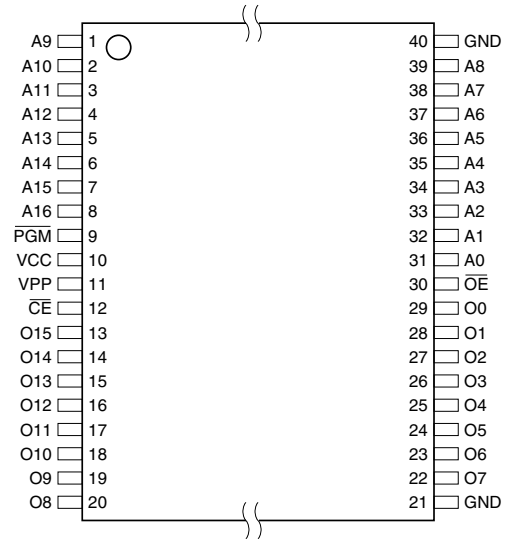 A9 1 40 GND
A10 2 39 A8
A11 3 38 A7
A12 4 37 A6
A13 5 36 A5
A14 6 35 A4
A15 7 34 A3
A16 8 33 A2
P̅G̅M̅ 9 32 A1
VCC 10 31 A0
VPP 11 30 O̅E̅
C̅E̅ 12 29 O0
O15 13 28 O1
O14 14 27 O2
O13 15 26 O3
O12 16 25 O4
O11 17 24 O5
O10 18 23 O6
O9 19 22 O7
O8 20 21 GND